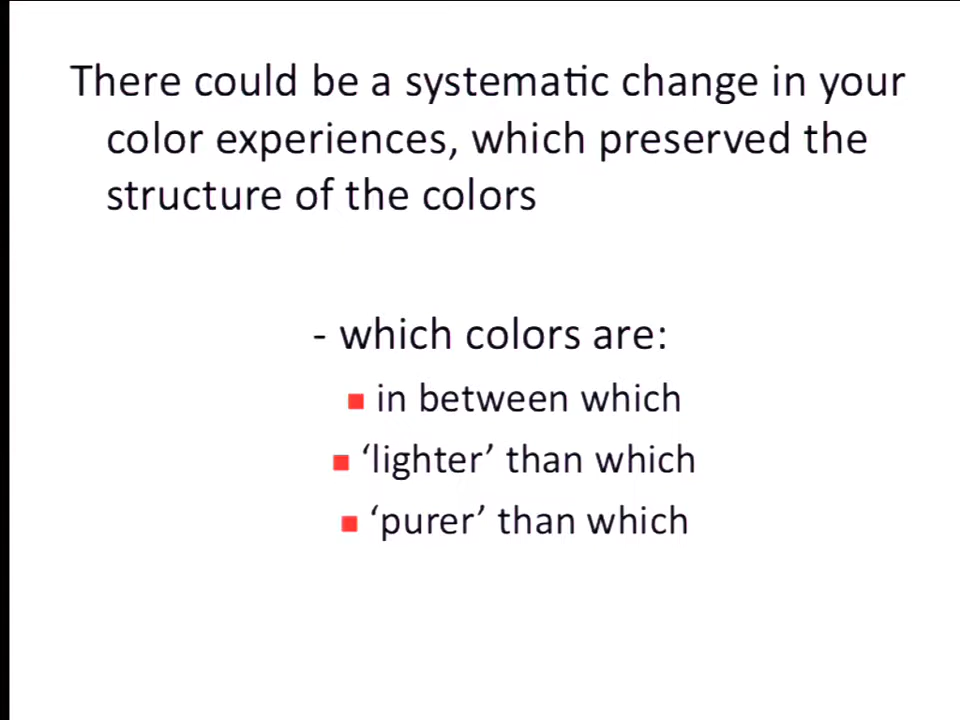 There could be a systematic change in your
color experiences, which preserved the
structure of the colors
- which colors are:
in between which
‘lighter’ than which
‘purer’ than which